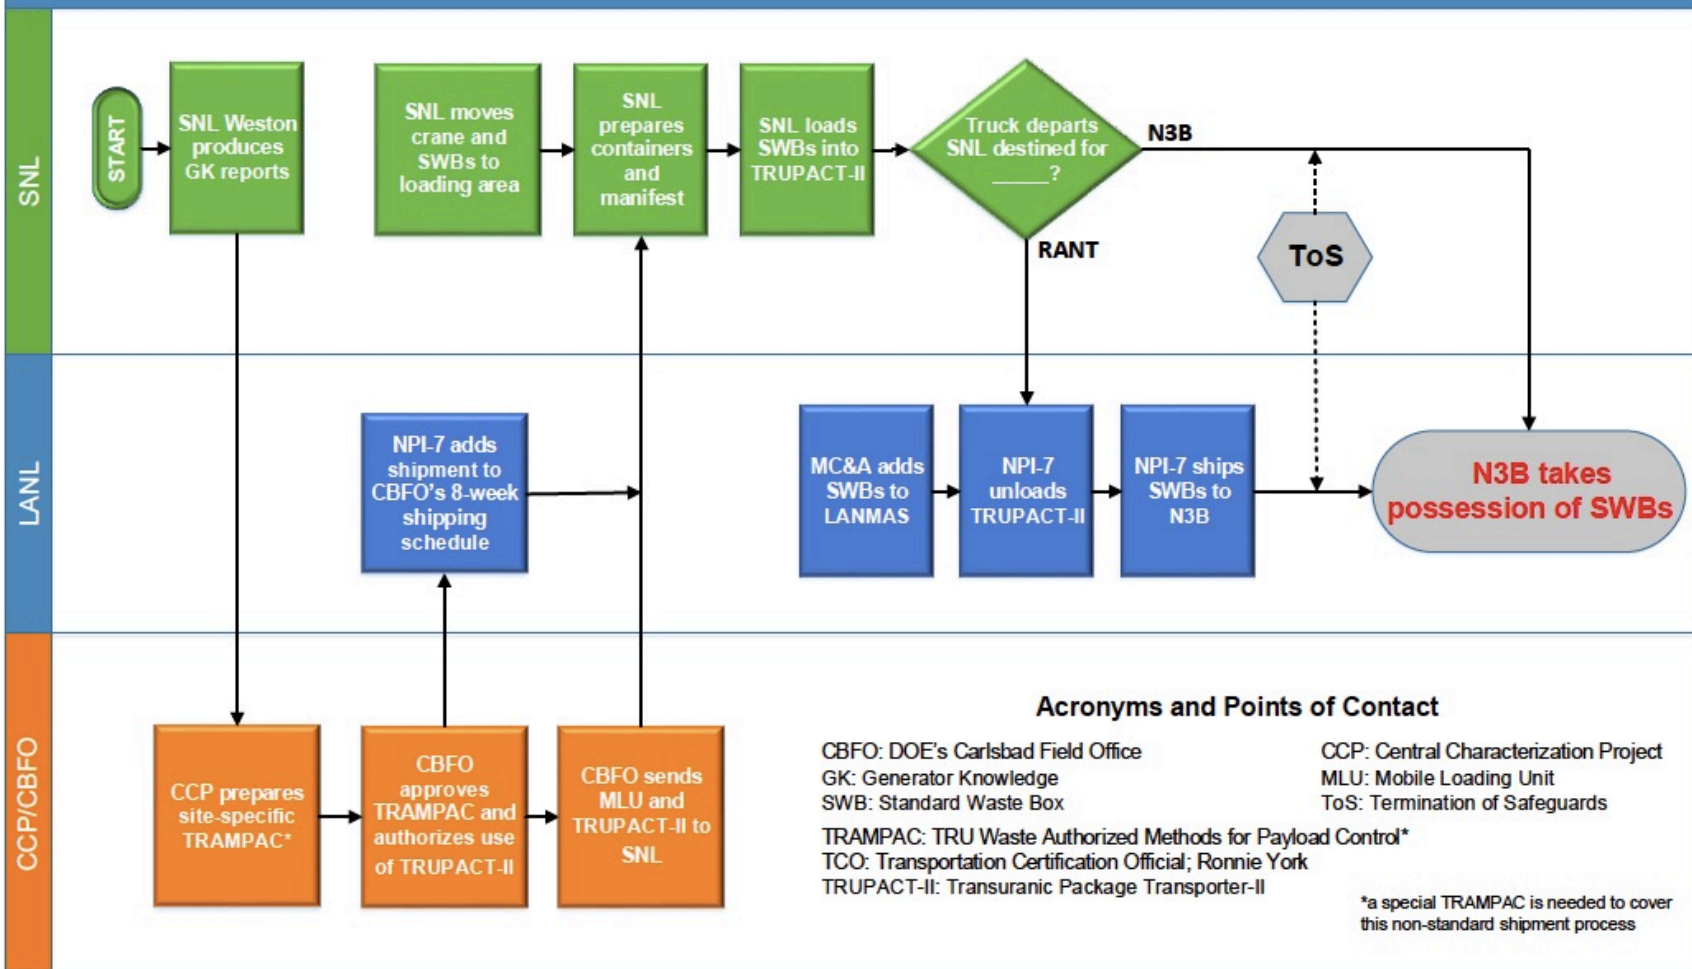 SNL
START
SNL Weston
produces
GK reports
SNL moves
crane and
SWBs to
loading area
SNL
prepares
containers
and
manifest
SNL loads
SWBs into
TRUPACT-II
Truck departs
SNL destined for
_____?
N3B
RANT
ToS
LANL
NPI-7 adds
shipment to
CBFO's 8-week
shipping
schedule
MC&A adds
SWBs to
LANMAS
NPI-7
unloads
TRUPACT-II
NPI-7 ships
SWBs to
N3B
N3B takes
possession of SWBs
CCP/CBFO
CCP prepares
site-specific
TRAMPAC*
CBFO
approves
TRAMPAC and
authorizes use
of TRUPACT-II
CBFO sends
MLU and
TRUPACT-II to
SNL
Acronyms and Points of Contact
CBFO: DOE's Carlsbad Field Office
GK: Generator Knowledge
SWB: Standard Waste Box
CCP: Central Characterization Project
MLU: Mobile Loading Unit
ToS: Termination of Safeguards
TRAMPAC: TRU Waste Authorized Methods for Payload Control*
TCO: Transportation Certification Official; Ronnie York
TRUPACT-II: Transuranic Package Transporter-II
*a special TRAMPAC is needed to cover
this non-standard shipment process